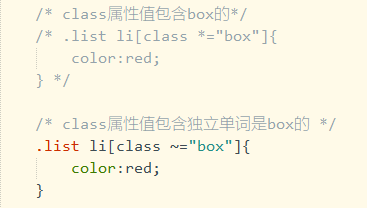 /* class属性值包含box的*/
/* .list li[class *="box"]{
color:red;
} */
/* class属性值包含独立单词是box的 */
.list li[class ~="box"]{
color:red;
}